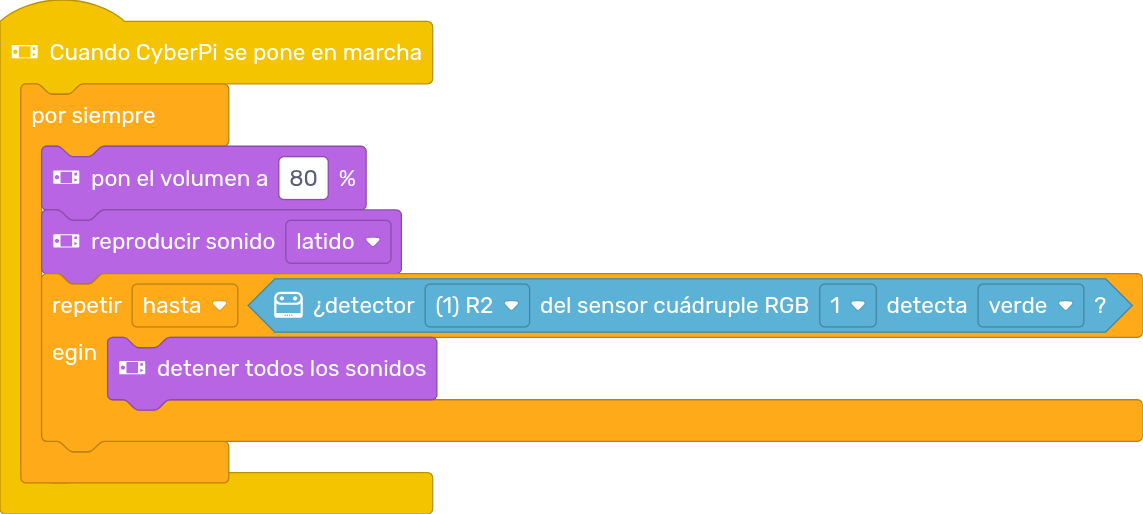 Cuando CyberPi se pone en marcha
por siempre
pon el volumen a 80 %
reproducir sonido latido
repetir hasta ¿detector (1) R2 del sensor cuádruple RGB 1 detecta verde ?
egin
detener todos los sonidos